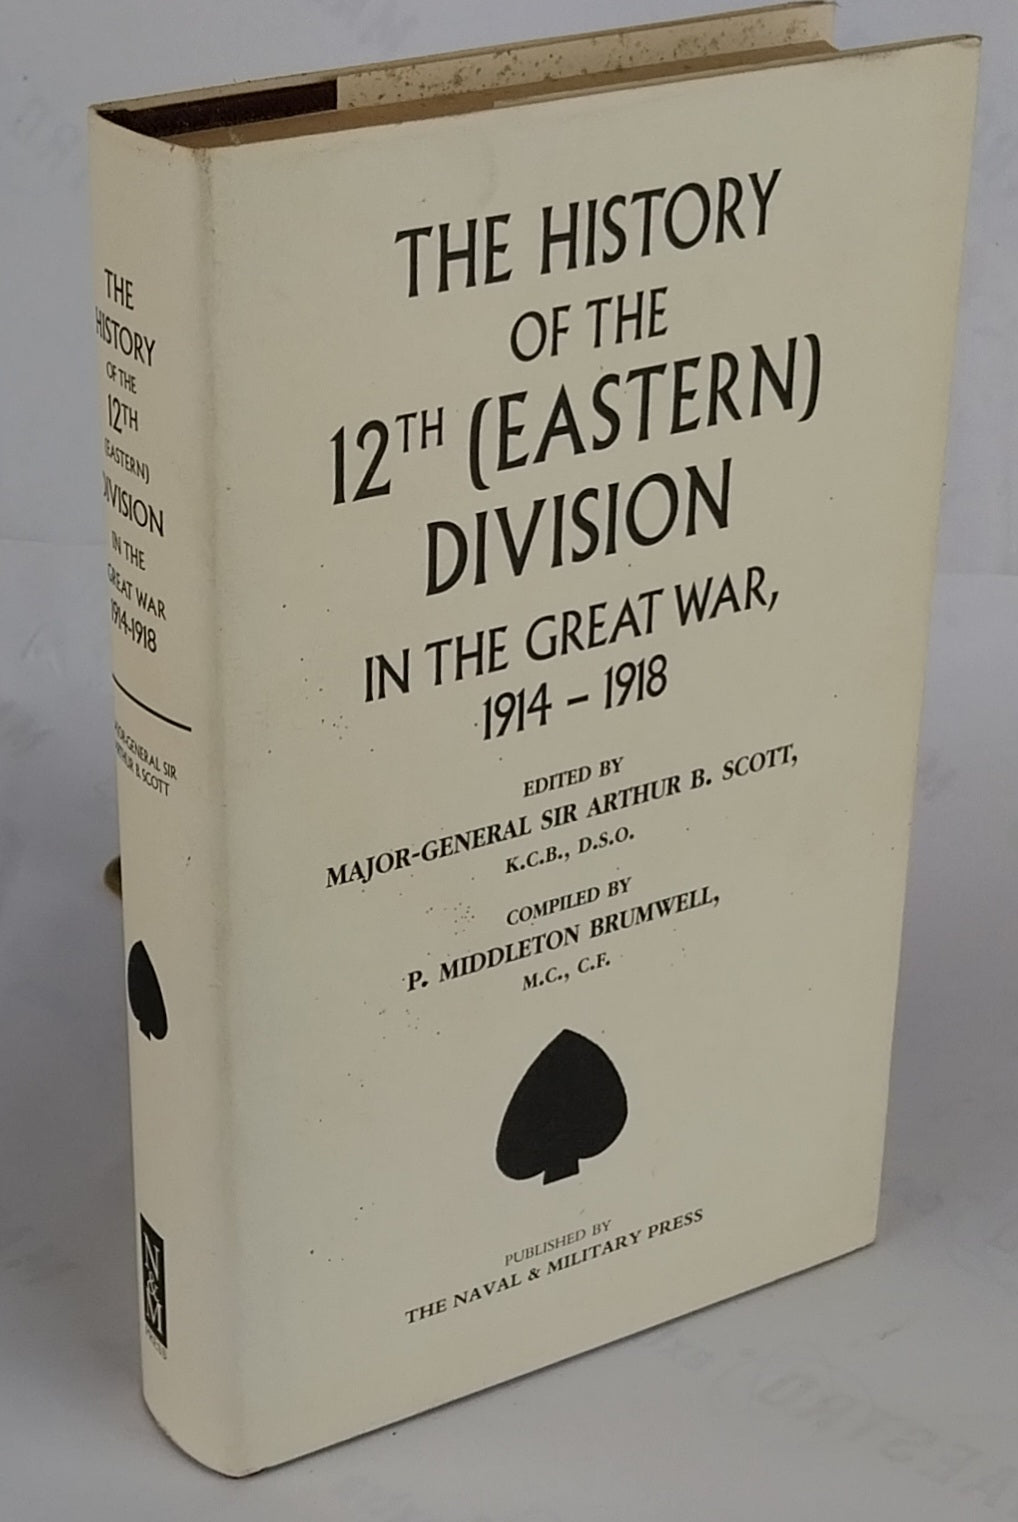 THE
HISTORY
OF THE
12TH
(EASTERN)
DIVISION
IN THE
GREAT WAR
1914-1918
MAJOR-GENERAL SIR
ARTHUR B. SCOTT
N&M
PRESS
THE HISTORY
OF THE
12TH (EASTERN)
DIVISION
IN THE GREAT WAR,
1914 – 1918
EDITED BY
MAJOR-GENERAL SIR ARTHUR B. SCOTT,
K.C.B., D.S.O.
COMPILED BY
P. MIDDLETON BRUMWELL,
M.C., C.F.
PUBLISHED BY
THE NAVAL & MILITARY PRESS